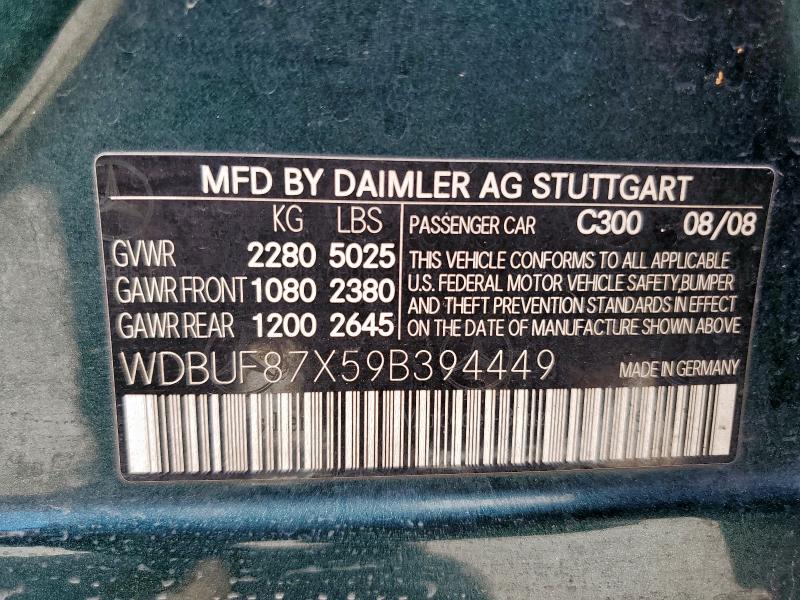 MFD BY DAIMLER AG STUTTGART
KG LBS
GVWR 2280 5025
GAWR FRONT 1080 2380
GAWR REAR 1200 2645
PASSENGER CAR C300 08/08
THIS VEHICLE CONFORMS TO ALL APPLICABLE
U.S. FEDERAL MOTOR VEHICLE SAFETY,BUMPER
AND THEFT PREVENTION STANDARDS IN EFFECT
ON THE DATE OF MANUFACTURE SHOWN ABOVE
WDBUF87X59B394449
MADE IN GERMANY